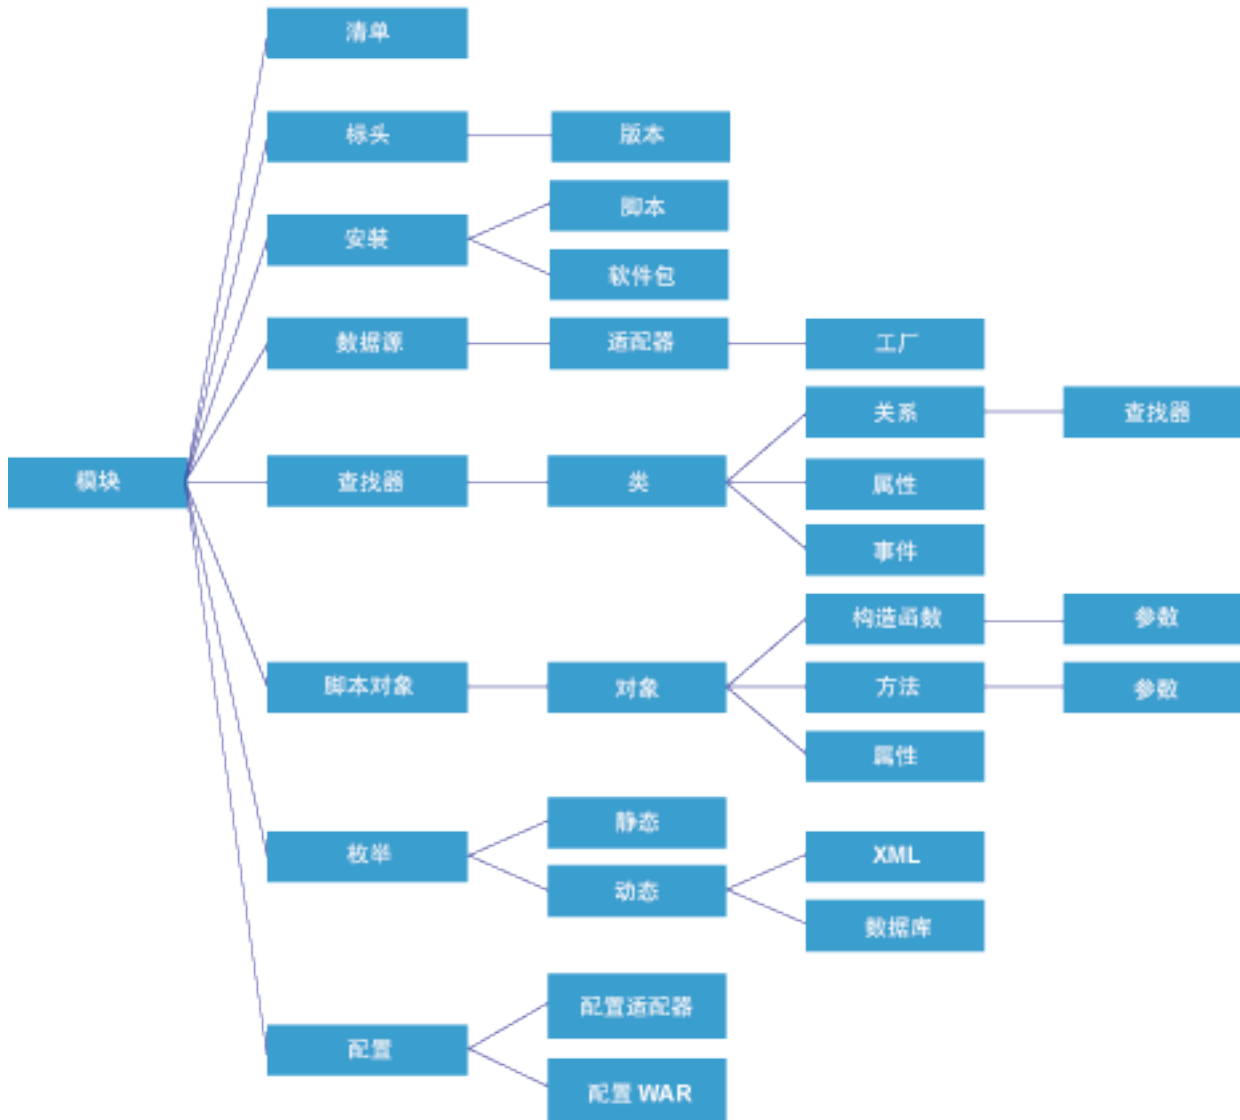 清单
标头
版本
安装
脚本
软件包
数据源
适配器
工厂
模块
查找器
类
关系
查找器
属性
事件
脚本对象
对象
构造函数
参数
方法
参数
属性
枚举
静态
动态
XML
数据库
配置
配置适配器
配置 WAR